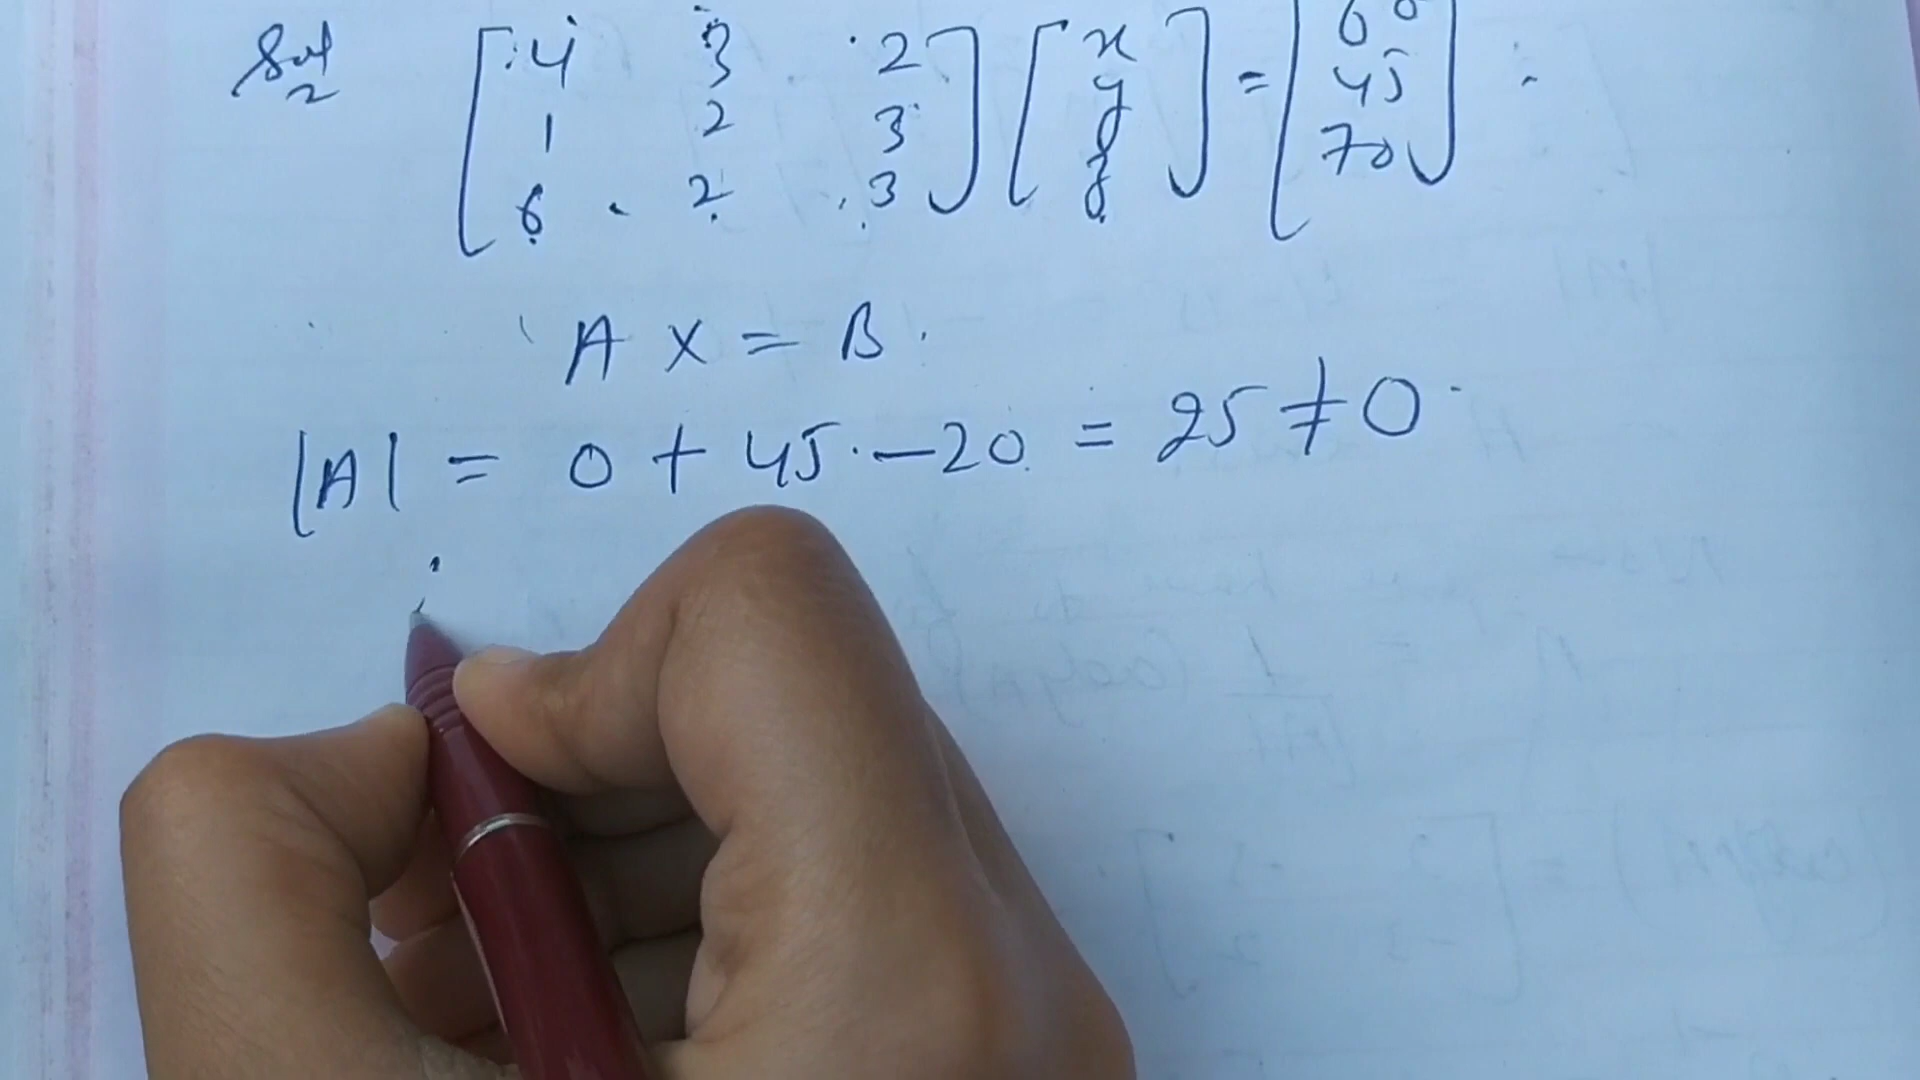 Sol [4 3 2] [x] = [60]
[1 2 3] [y] [45]
[6 2 3] [z] [70]
A X = B.
|A| = 0 + 45 - 20 = 25 ≠ 0